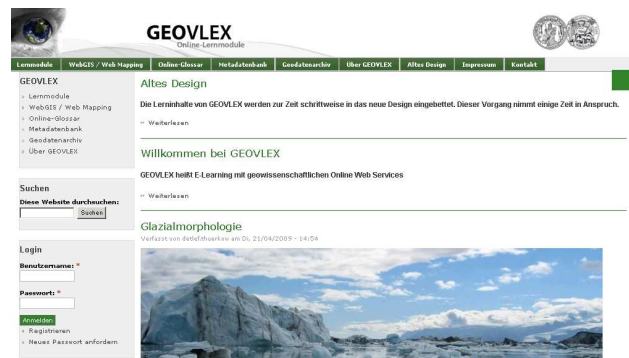 GEOVLEX
Online-Lernmodule
Lernmodule WebGIS / Web Mapping Online-Glossar Metadatenbank Geodatenarchiv Über GEOVLEX Altes Design Impressum Kontakt
GEOVLEX
Lernmodule
WebGIS / Web Mapping
Online-Glossar
Metadatenbank
Geodatenarchiv
Über GEOVLEX
Suchen
Diese Website durchsuchen:
Suchen
Login
Benutzername: *
Passwort: *
Anmelden
Registrieren
Neues Passwort anfordern
Altes Design
Die Lerninhalte von GEOVLEX werden zur Zeit schrittweise in das neue Design eingebettet. Dieser Vorgang nimmt einige Zeit in Anspruch.
Weiterlesen
Willkommen bei GEOVLEX
GEOVLEX heißt E-Learning mit geowissenschaftlichen Online Web Services
Weiterlesen
Glazialmorphologie
Verfasst von detlefthuerkow am Di, 21/04/2009 - 14:54